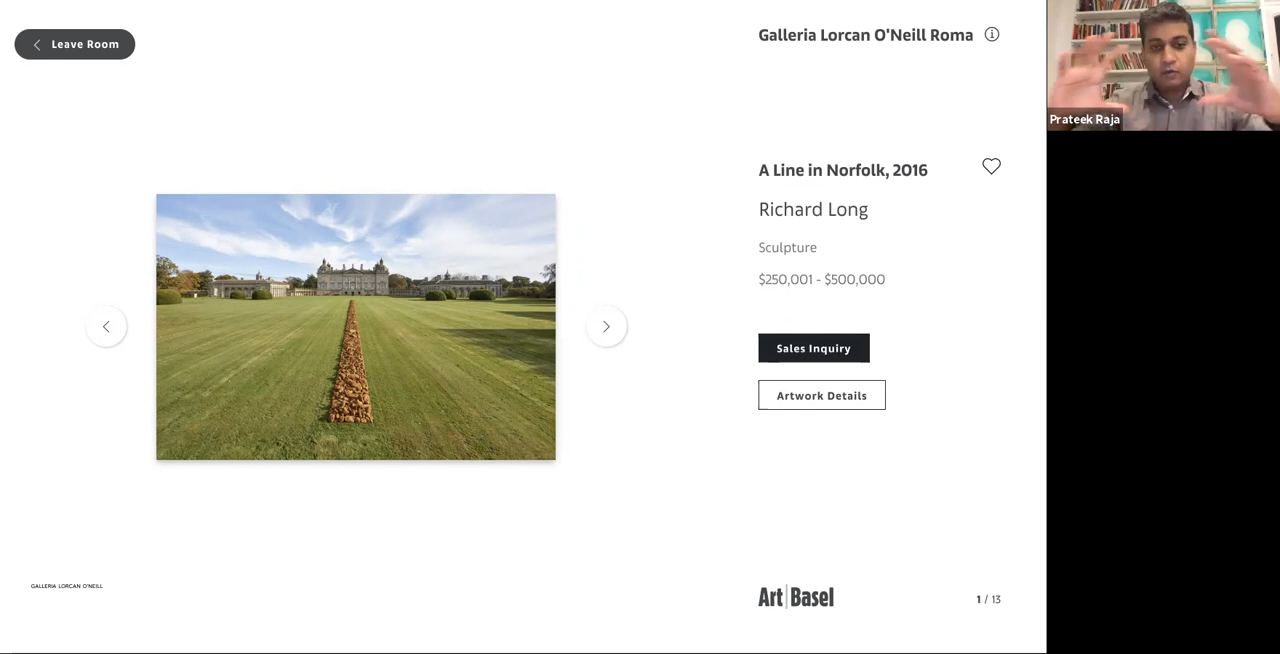 Leave Room
Galleria Lorcan O'Neill Roma
A Line in Norfolk, 2016
Richard Long
Sculpture
$250,001 - $500,000
Sales Inquiry
Artwork Details
GALLERIA LORCAN O'NEILL
Art Basel
1 / 13
Prateek Raja